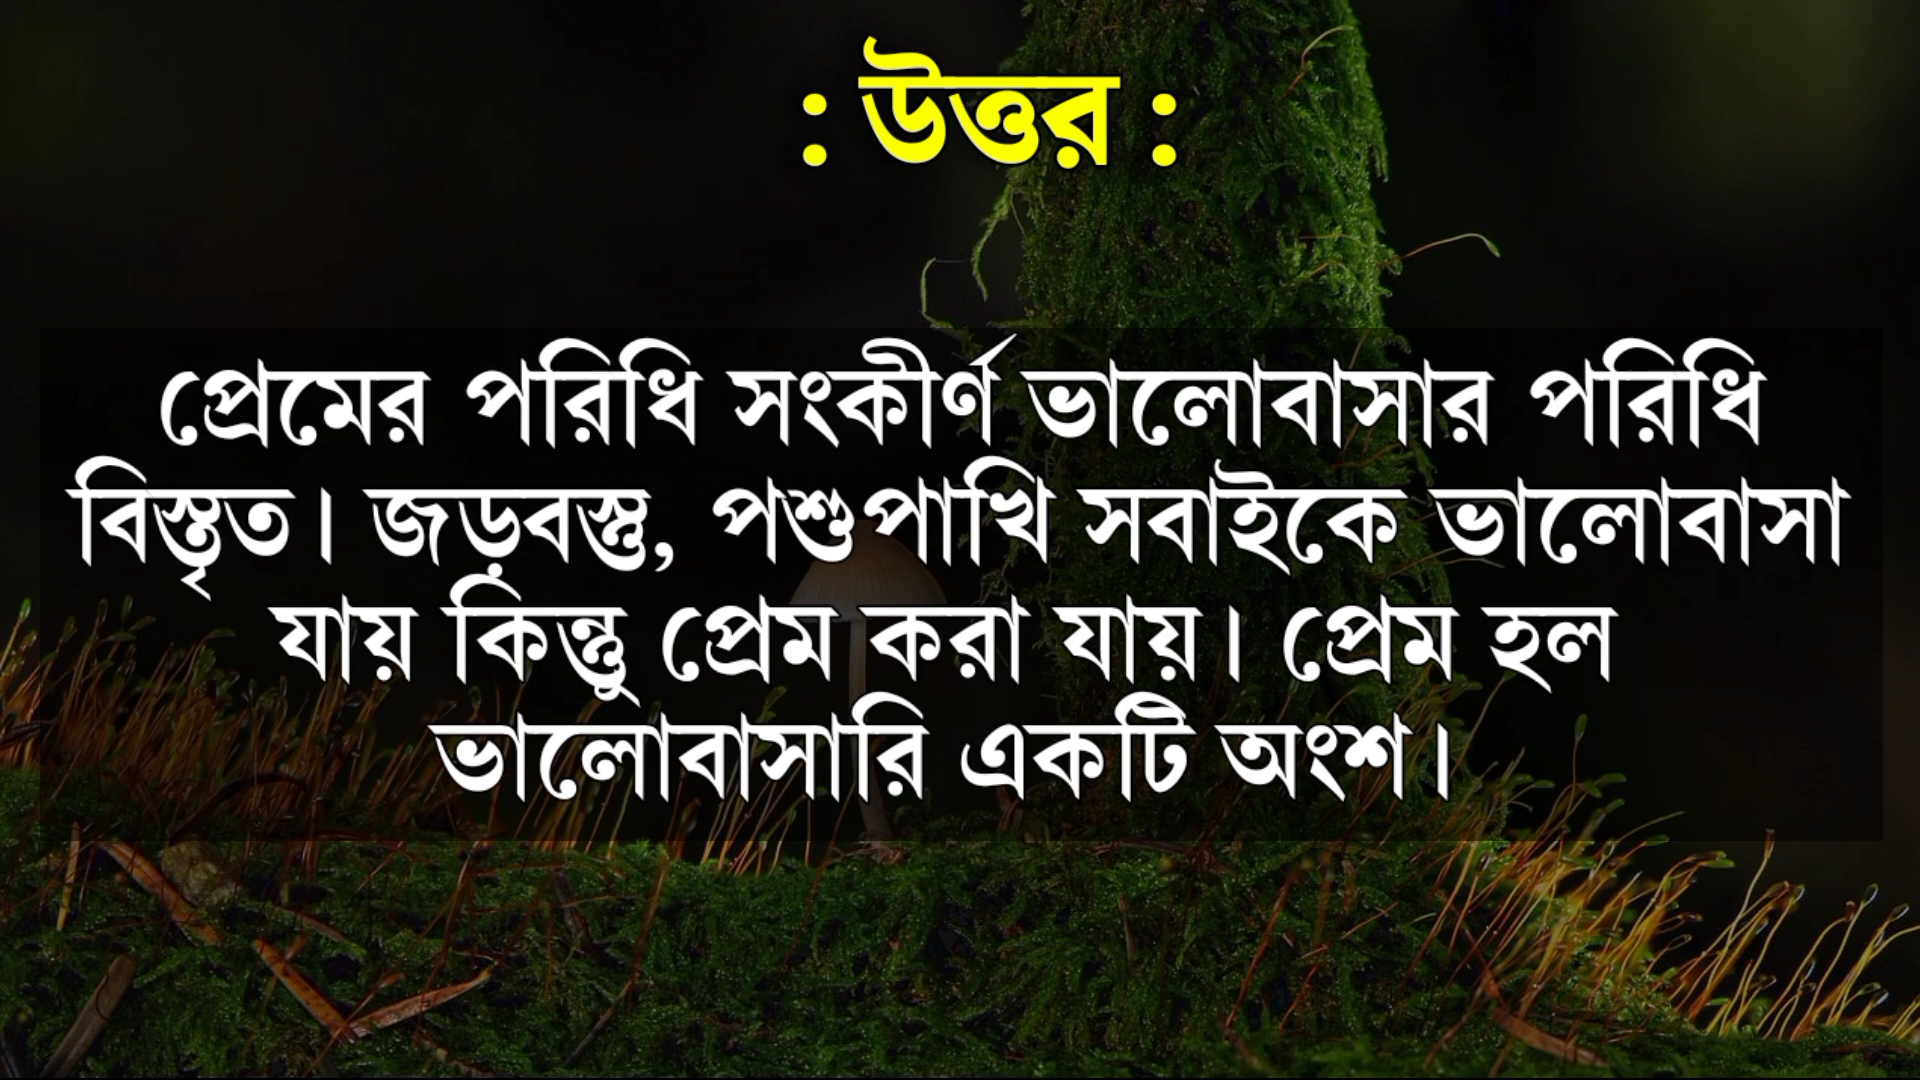 : উত্তর :
প্রেমের পরিধি সংকীর্ণ ভালোবাসার পরিধি
বিস্তৃত। জড়বস্তু, পশুপাখি সবাইকে ভালোবাসা
যায় কিন্তু প্রেম করা যায়। প্রেম হল
ভালোবাসারি একটি অংশ।